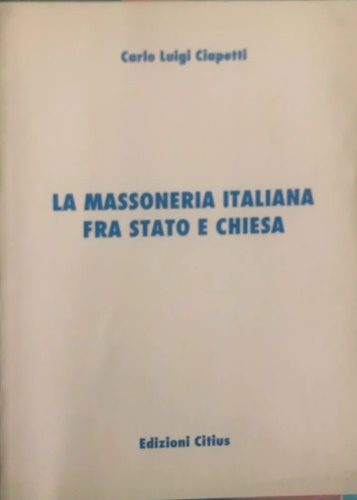 Carlo Luigi Ciapetti
LA MASSONERIA ITALIANA
FRA STATO E CHIESA
Edizioni Citius